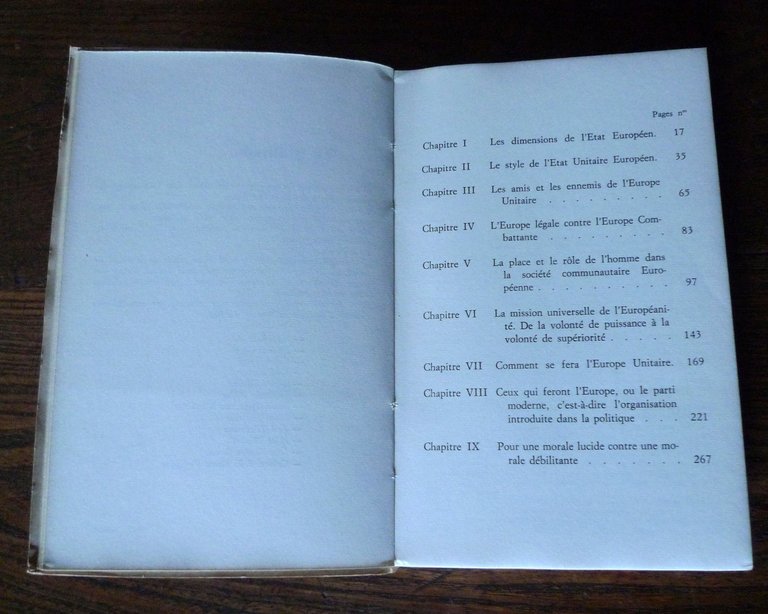 Pages nos
Chapitre I Les dimensions de l'Etat Européen. 17
Chapitre II Le style de l'Etat Unitaire Européen. 35
Chapitre III Les amis et les ennemis de l'Europe
Unitaire . . . . . . . . . 65
Chapitre IV L'Europe légale contre l'Europe Com-
battante . . . . . . . . . 83
Chapitre V La place et le rôle de l'homme dans
la société communautaire Euro-
péenne . . . . . . . . . . 97
Chapitre VI La mission universelle de l'Européani-
té. De la volonté de puissance à la
volonté de supériorité . . . . . 143
Chapitre VII Comment se fera l'Europe Unitaire. 169
Chapitre VIII Ceux qui feront l'Europe, ou le parti
moderne, c'est-à-dire l'organisation
introduite dans la politique . . . 221
Chapitre IX Pour une morale lucide contre une mo-
rale débilitante . . . . . . . 267